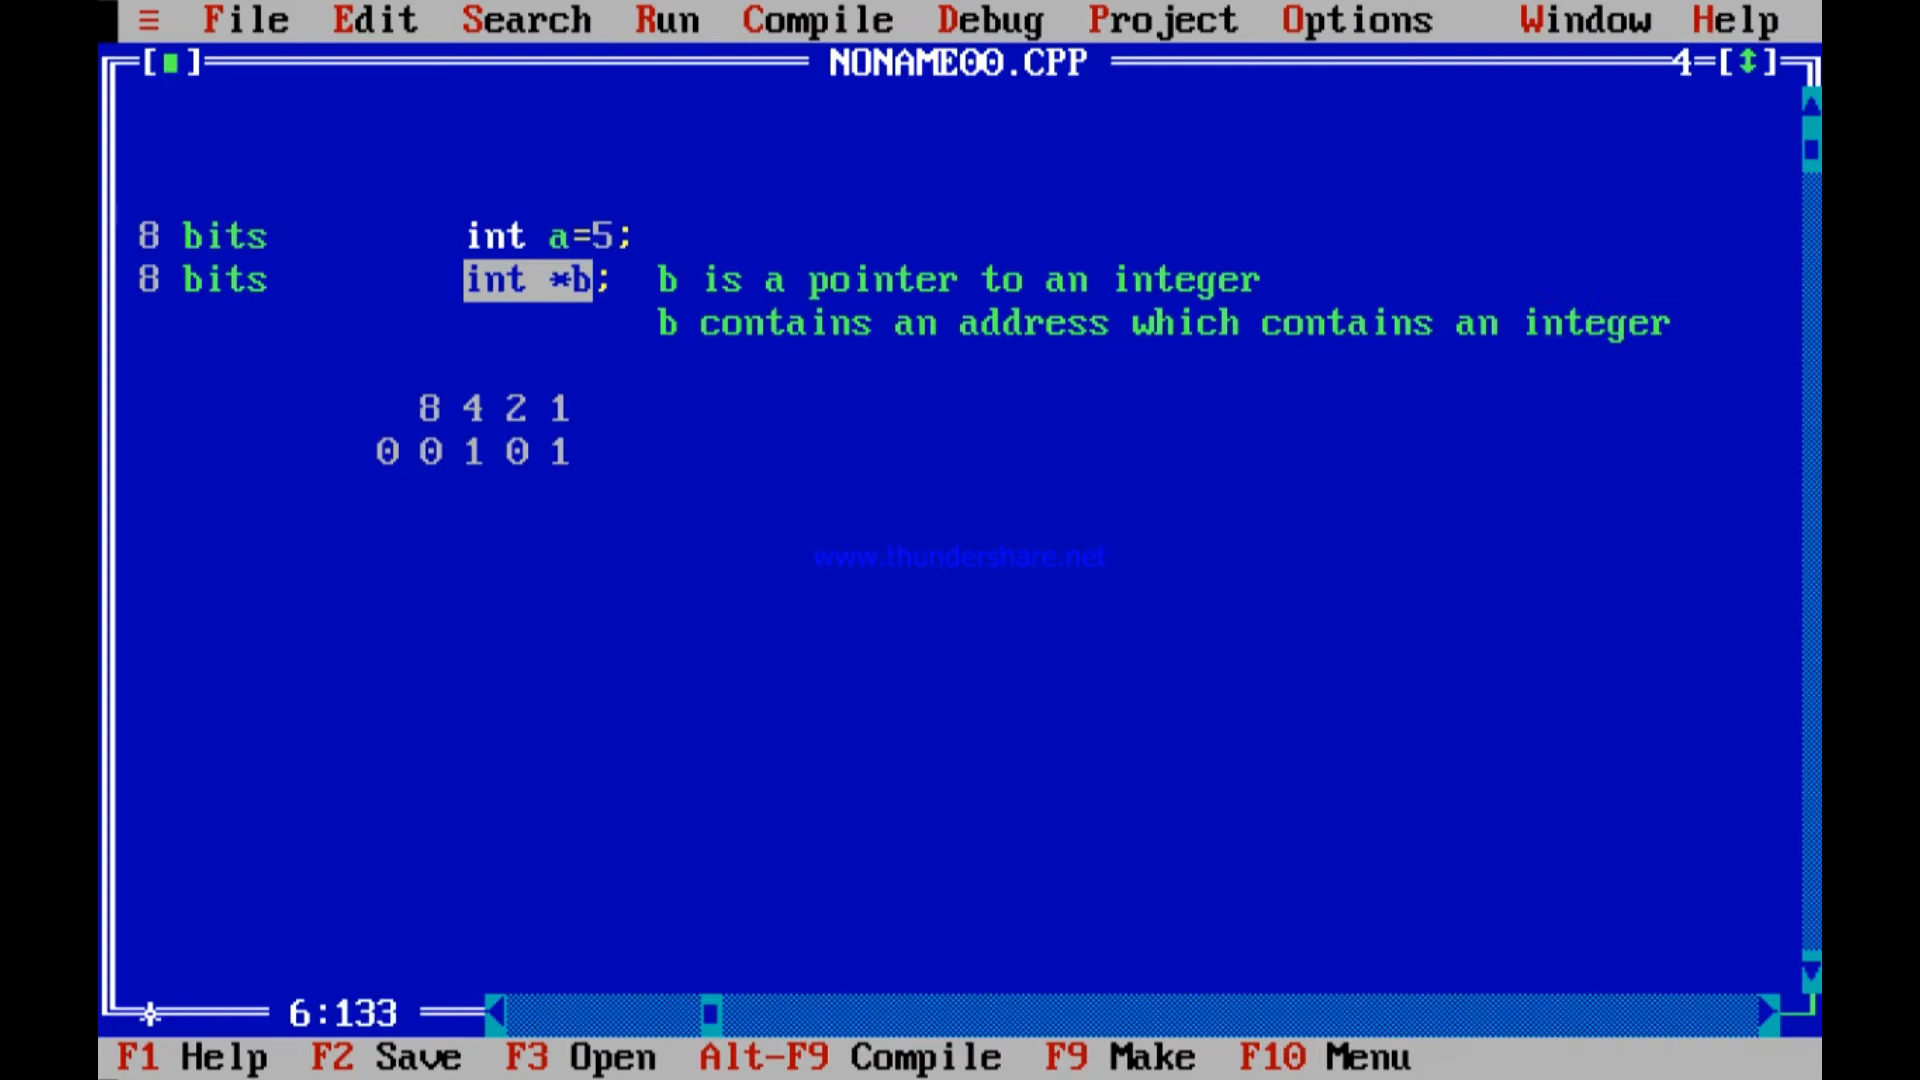 ≡ File Edit Search Run Compile Debug Project Options Window Help
[■] NONAME00.CPP 4=[↕]
8 bits int a=5;
8 bits int *b; b is a pointer to an integer
b contains an address which contains an integer
8 4 2 1
0 0 1 0 1
www.thundershare.net
6:133
F1 Help F2 Save F3 Open Alt-F9 Compile F9 Make F10 Menu